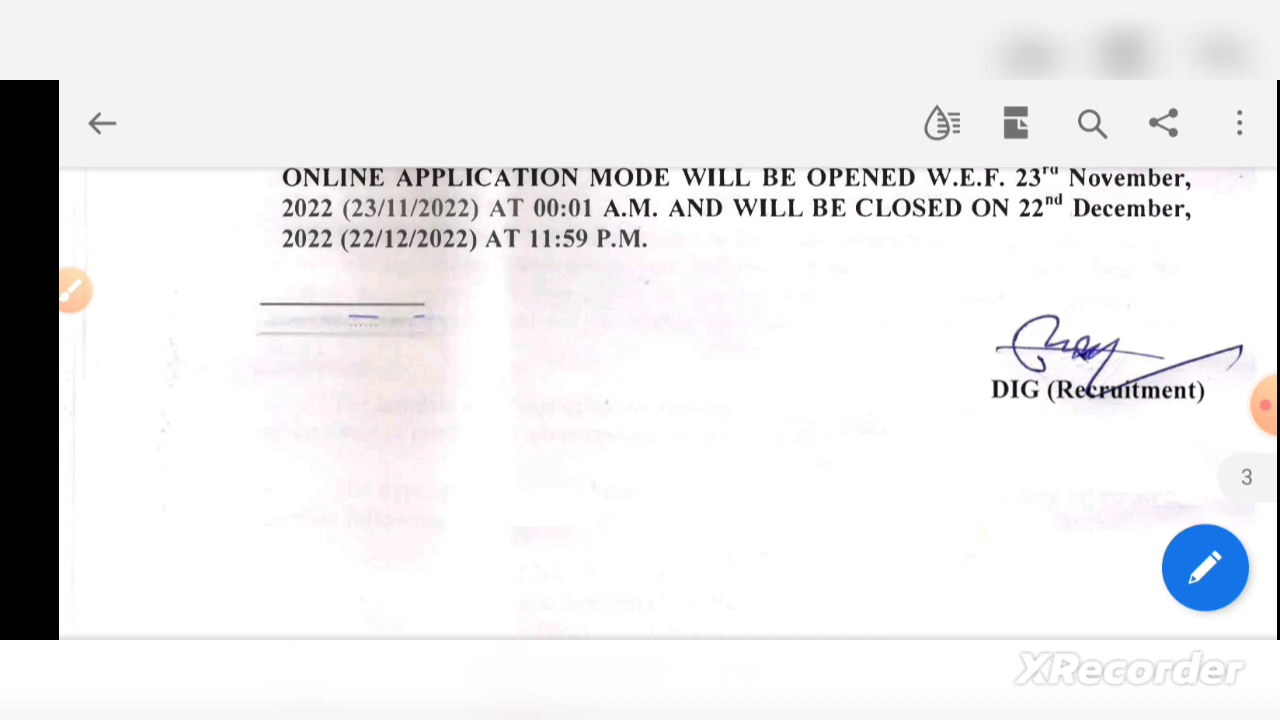 ONLINE APPLICATION MODE WILL BE OPENED W.E.F. 23rd November,
2022 (23/11/2022) AT 00:01 A.M. AND WILL BE CLOSED ON 22nd December,
2022 (22/12/2022) AT 11:59 P.M.
DIG (Recruitment)
3
XRecorder